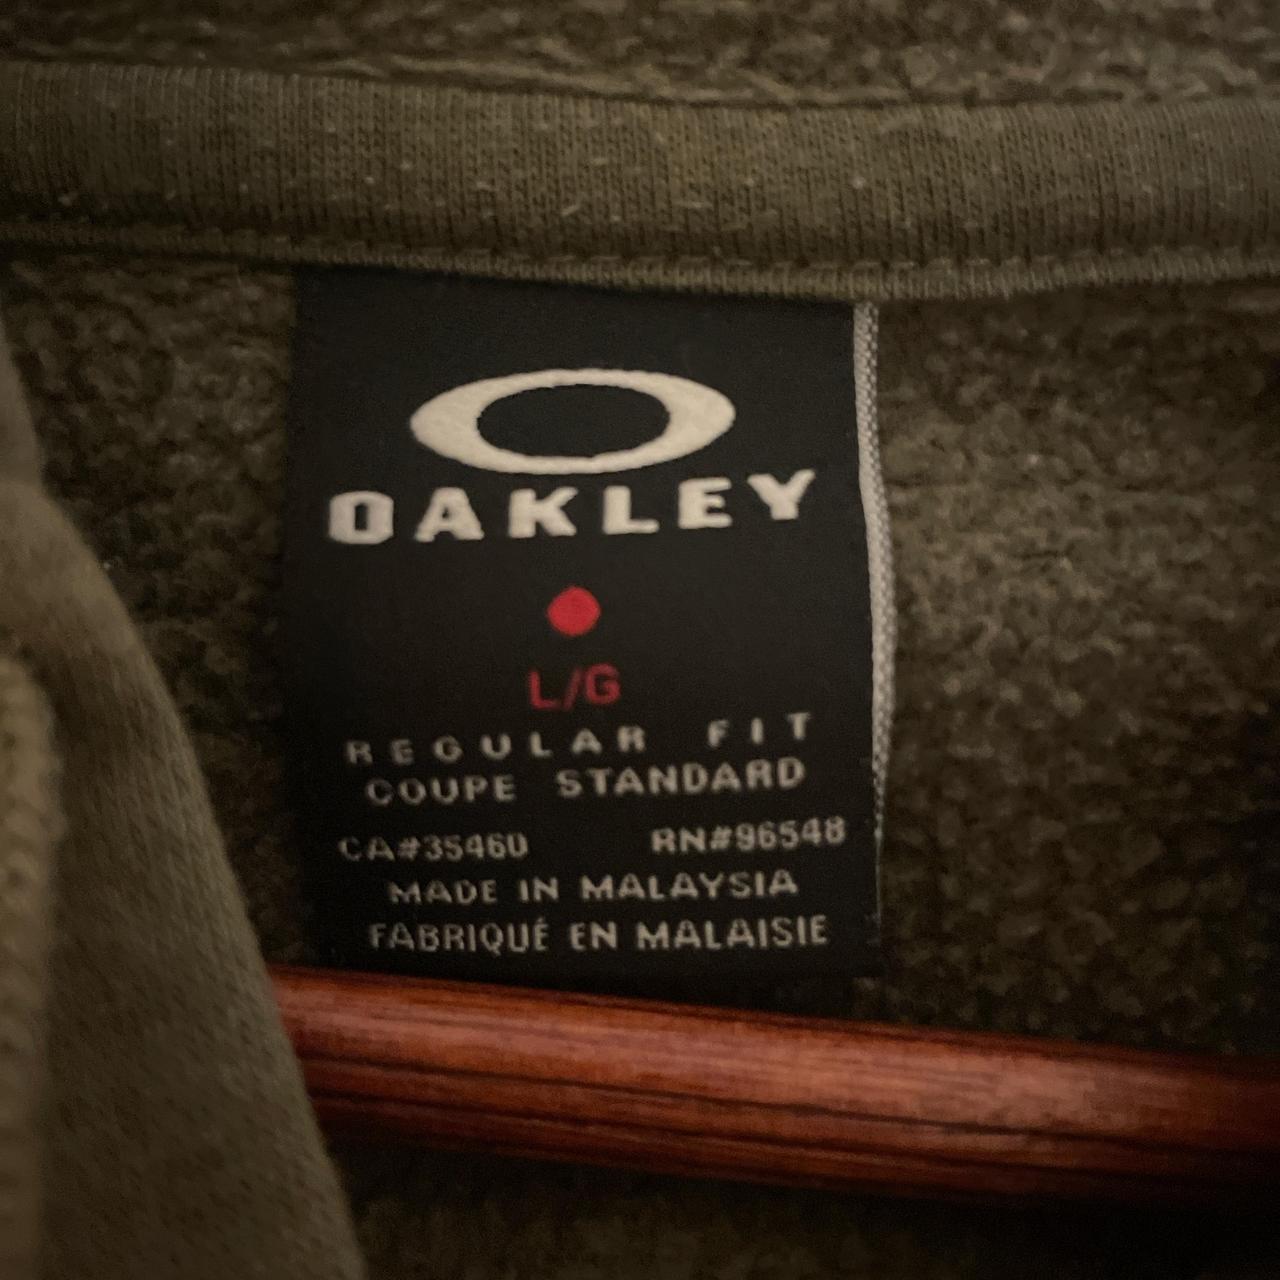 OAKLEY
L/G
REGULAR FIT
COUPE STANDARD
CA#35460 RN#96548
MADE IN MALAYSIA
FABRIQUÉ EN MALAISIE